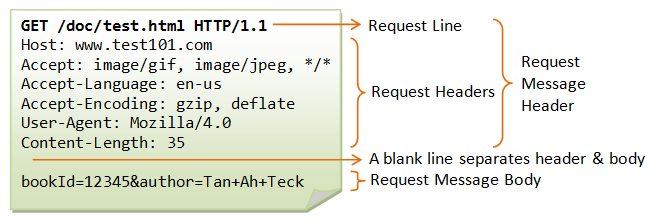 GET /doc/test.html HTTP/1.1
Request Line
Host: www.test101.com
Accept: image/gif, image/jpeg, */*
Accept-Language: en-us
Accept-Encoding: gzip, deflate
User-Agent: Mozilla/4.0
Content-Length: 35
Request Headers
Request
Message
Header
A blank line separates header & body
bookId=12345&author=Tan+Ah+Teck
Request Message Body